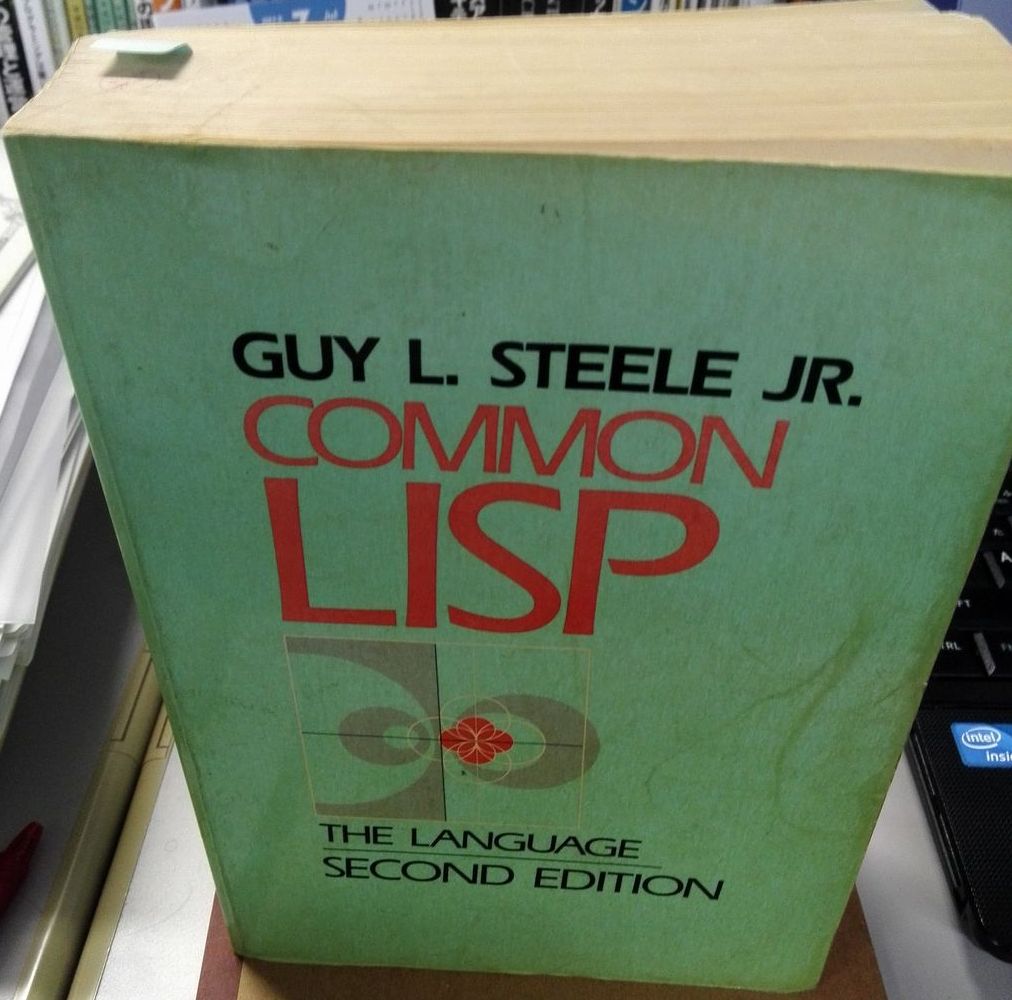 GUY L. STEELE JR.
COMMON
LISP
THE LANGUAGE
SECOND EDITION
intel